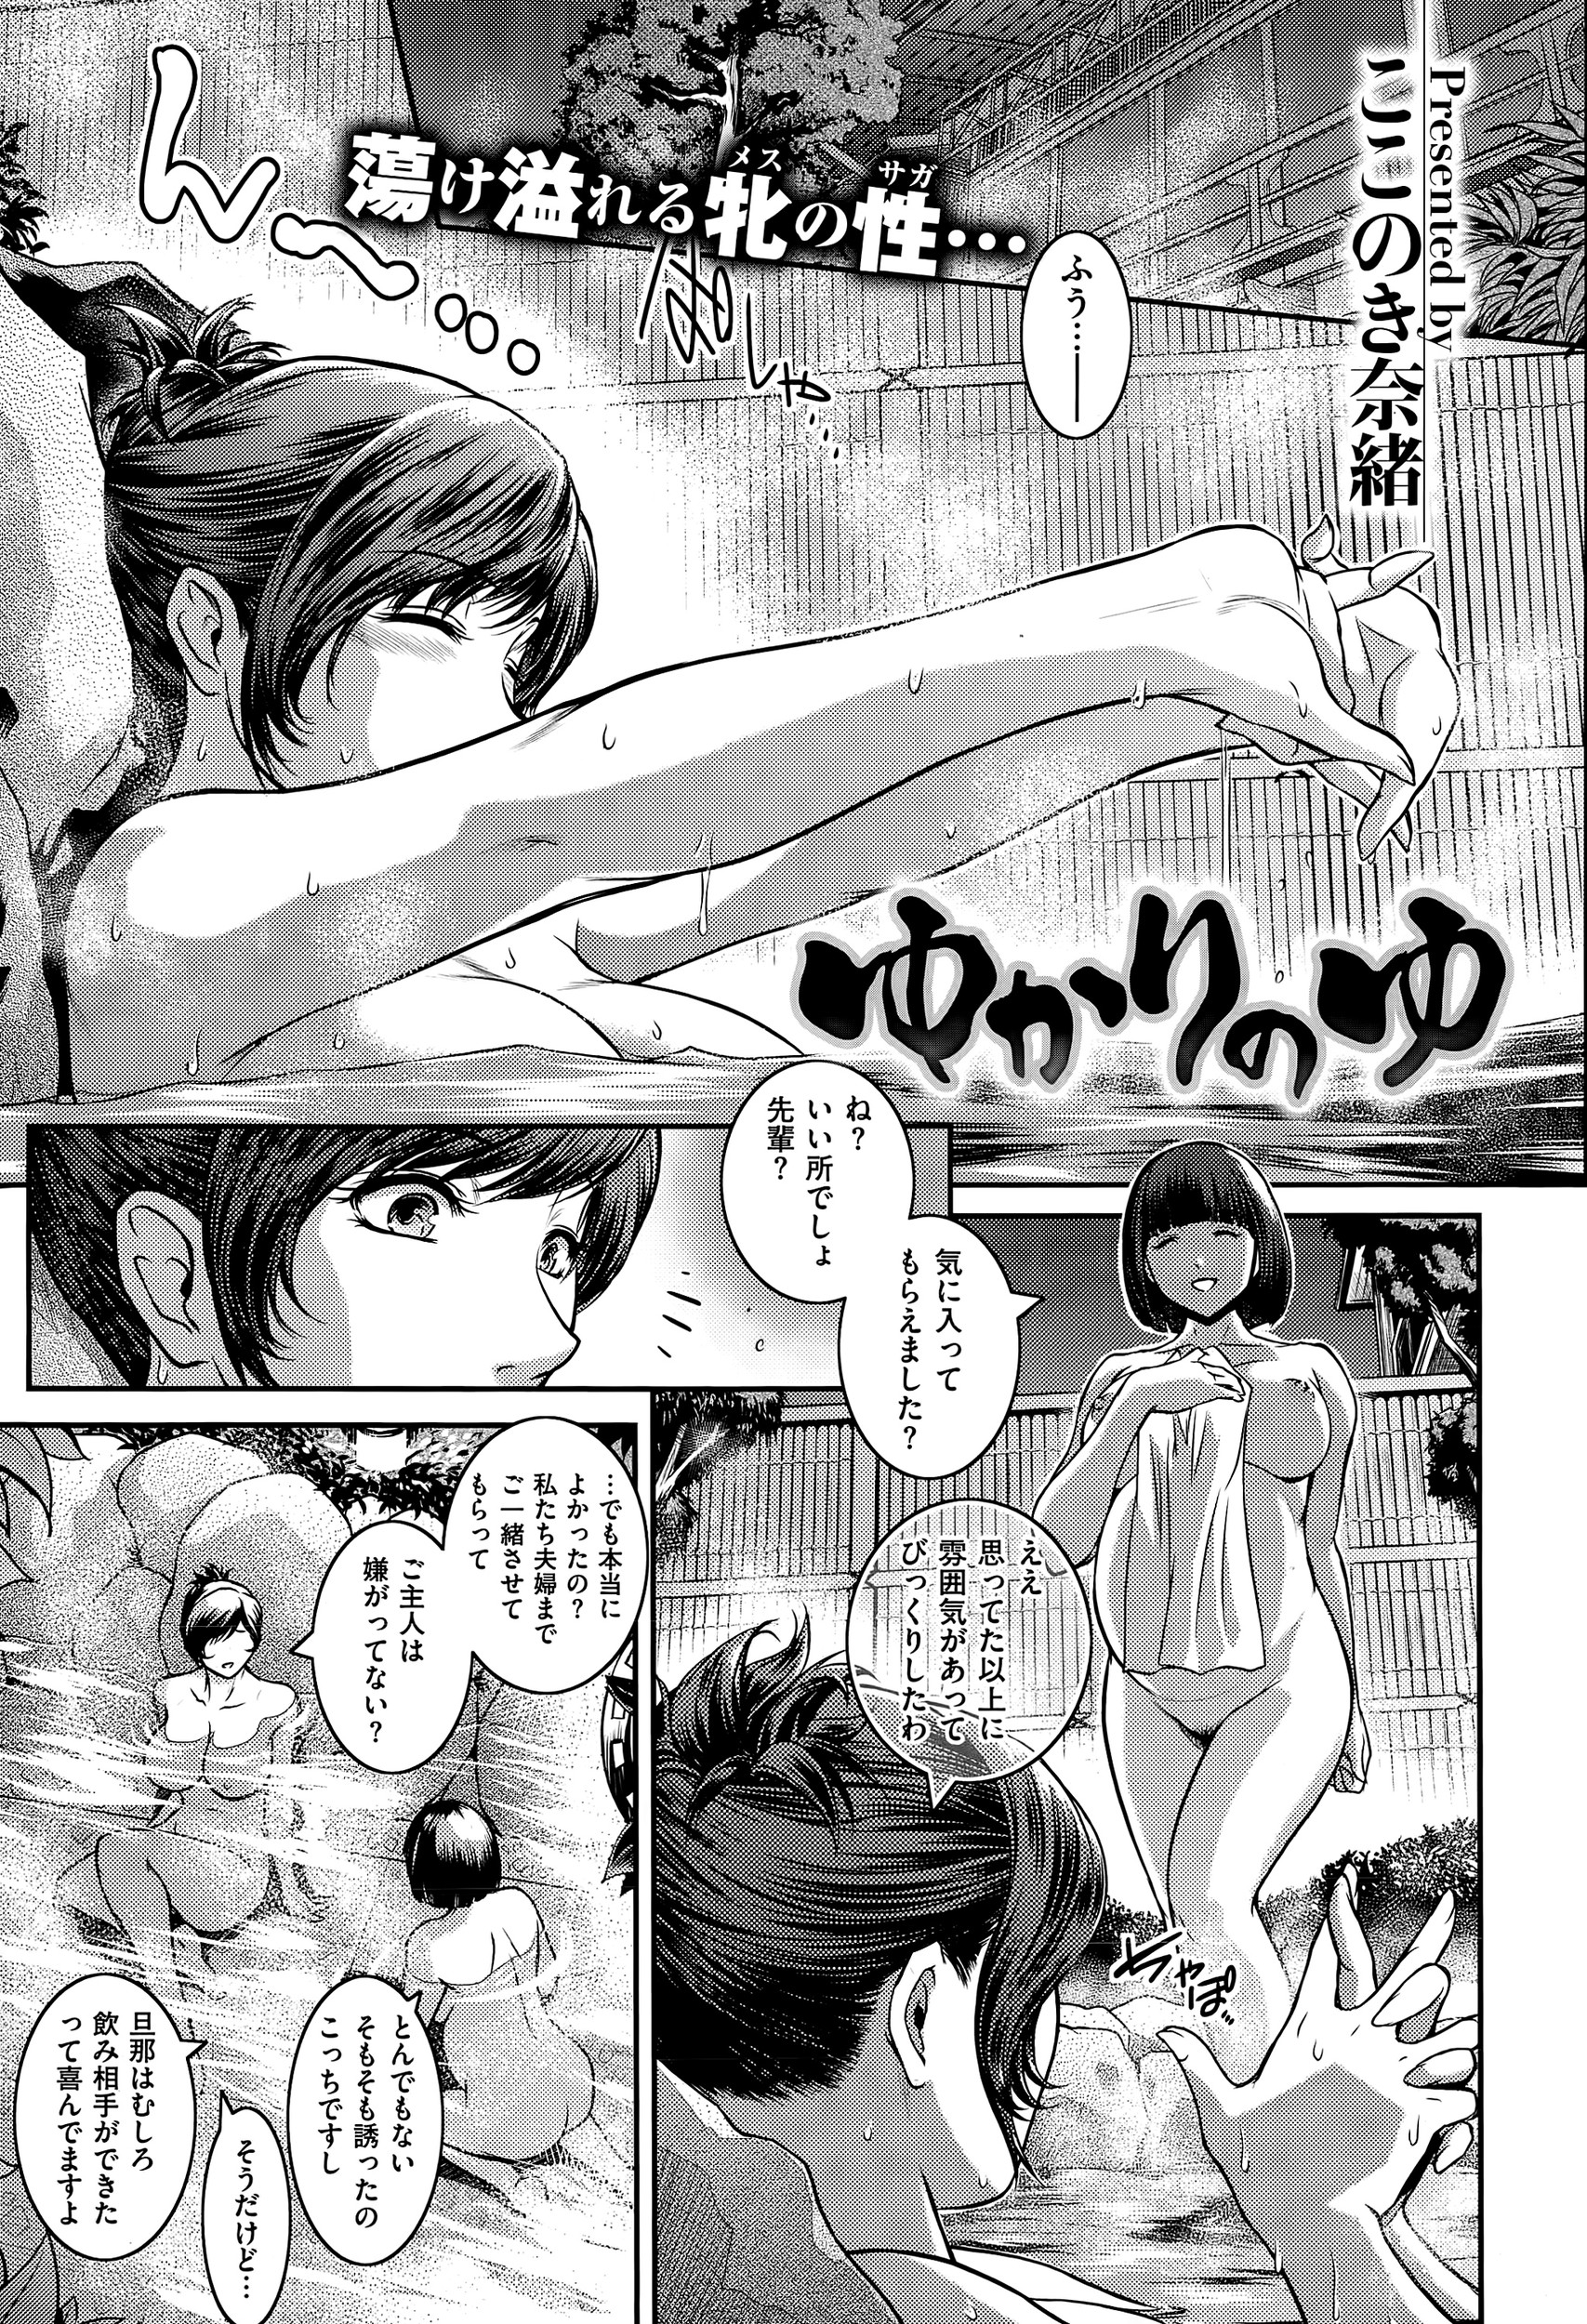 Presented by
ここのき奈緒
蕩け溢れる牝の性…
メス
サガ
ふう…―
ん〜…
ゆかりのゆ
ね？
いい所でしょ
先輩？
気に入って
もらえました？
ええ
思ってた以上に
雰囲気があって
びっくりしたわ
ちゃぽ…
…でも本当に
よかったの？
私たち夫婦まで
ご一緒させて
もらって
ご主人は
嫌がってない？
とんでもない
そもそも誘ったの
こっちですし
そうだけど…
旦那はむしろ
飲み相手ができた
って喜んでますよ